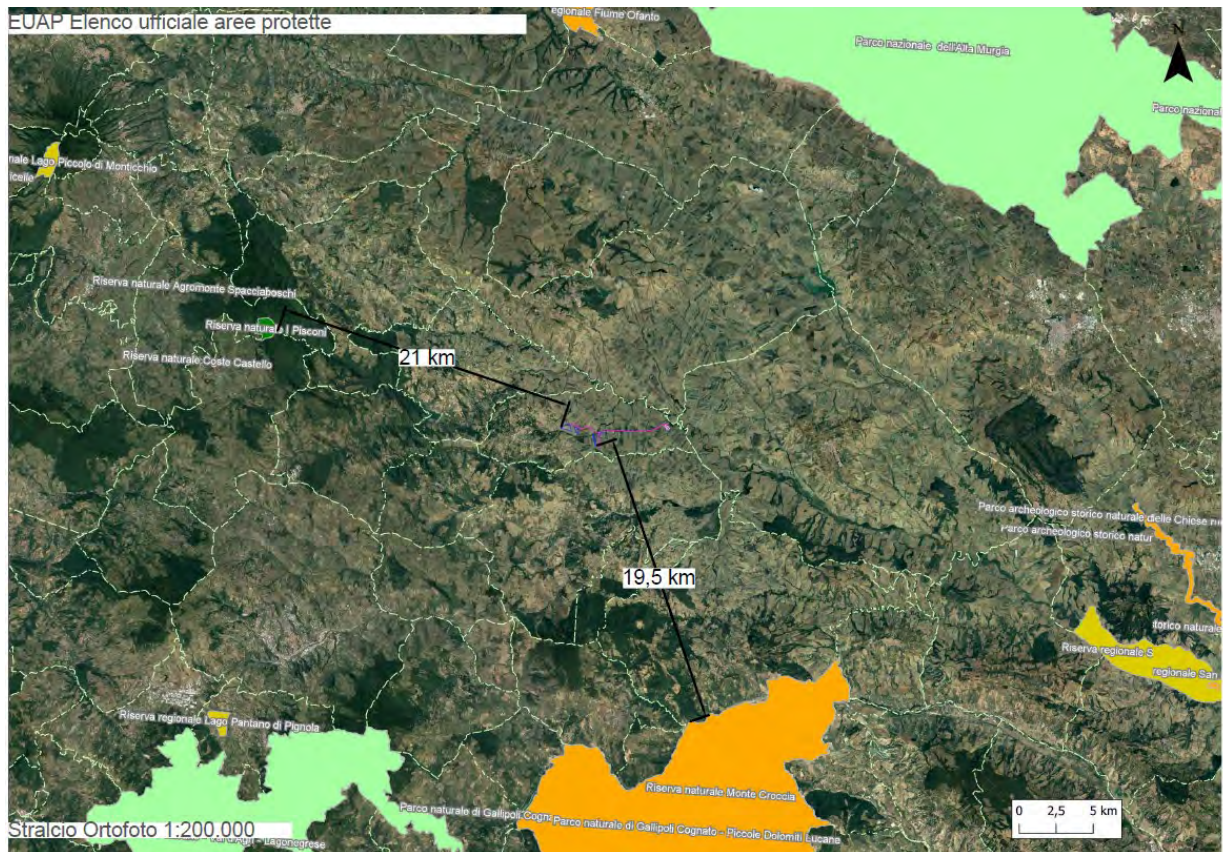 EUAP Elenco ufficiale aree protette
egionale Fiume Ofanto
Parco nazionale dell'Alta Murgia
N
Parco naziona
nale Lago Piccolo di Monticchio
icelle
Riserva naturale Agromonte Spacciaboschi
Riserva naturale I Pisconi
Riserva naturale Coste Castello
21 km
Parco archeologico storico naturale delle Chiese
Parco archeologico storico natur
19,5 km
storico naturale
Riserva regionale S
regionale San
Riserva regionale Lago Pantano di Pignola
Riserva naturale Monte Croccia
Parco naturale di Gallipoli Cogna
Parco naturale di Gallipoli Cognato - Piccole Dolomiti Lucane
0 2,5 5 km
Stralcio Ortofoto 1:200.000
Lagonegrese